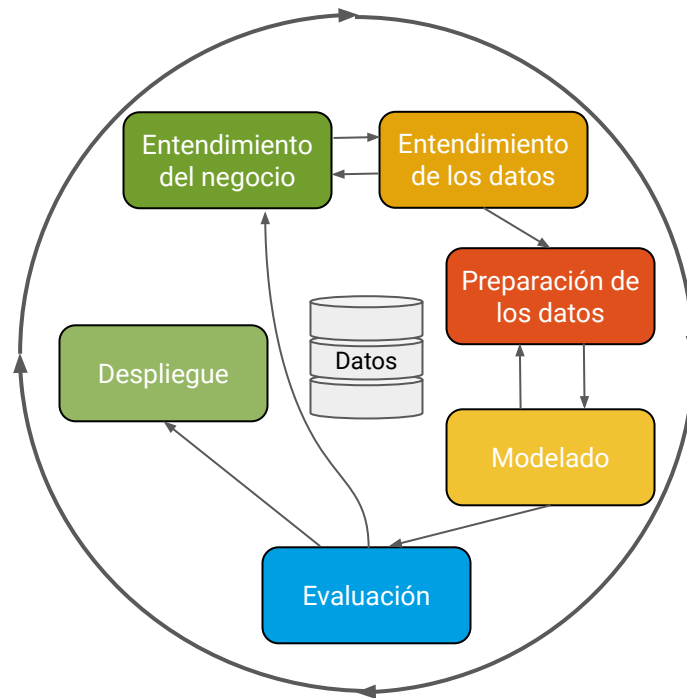 Entendimiento
del negocio
Entendimiento
de los datos
Preparación de
los datos
Datos
Despliegue
Modelado
Evaluación